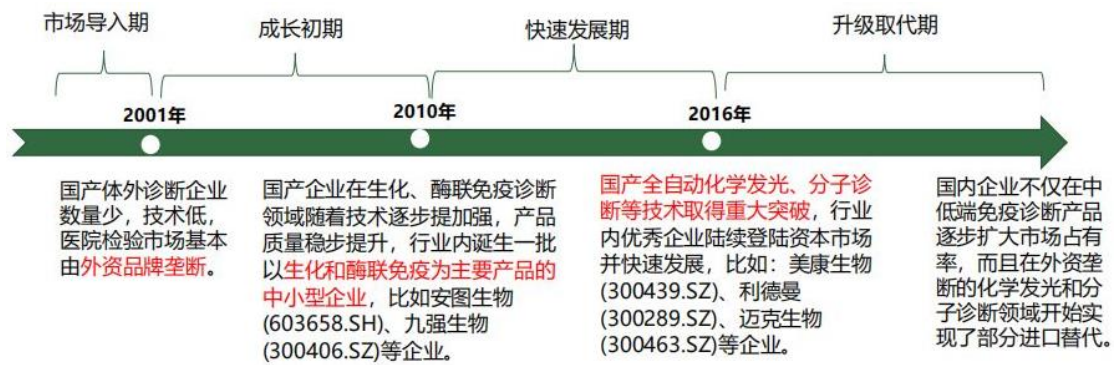 市场导入期
成长初期
快速发展期
升级取代期
2001年
2010年
2016年
国产体外诊断企业
数量少，技术低，
医院检验市场基本
由外资品牌垄断。
国产企业在生化、酶联免疫诊断
领域随着技术逐步提加强，产品
质量稳步提升，行业内诞生一批
以生化和酶联免疫为主要产品的
中小型企业，比如安图生物
(603658.SH)、九强生物
(300406.SZ)等企业。
国产全自动化学发光、分子诊
断等技术取得重大突破，行业
内优秀企业陆续登陆资本市场
并快速发展，比如：美康生物
(300439.SZ)、利德曼
(300289.SZ)、迈克生物
(300463.SZ)等企业。
国内企业不仅在中
低端免疫诊断产品
逐步扩大市场占有
率，而且在外资垄
断的化学发光和分
子诊断领域开始实
现了部分进口替代。